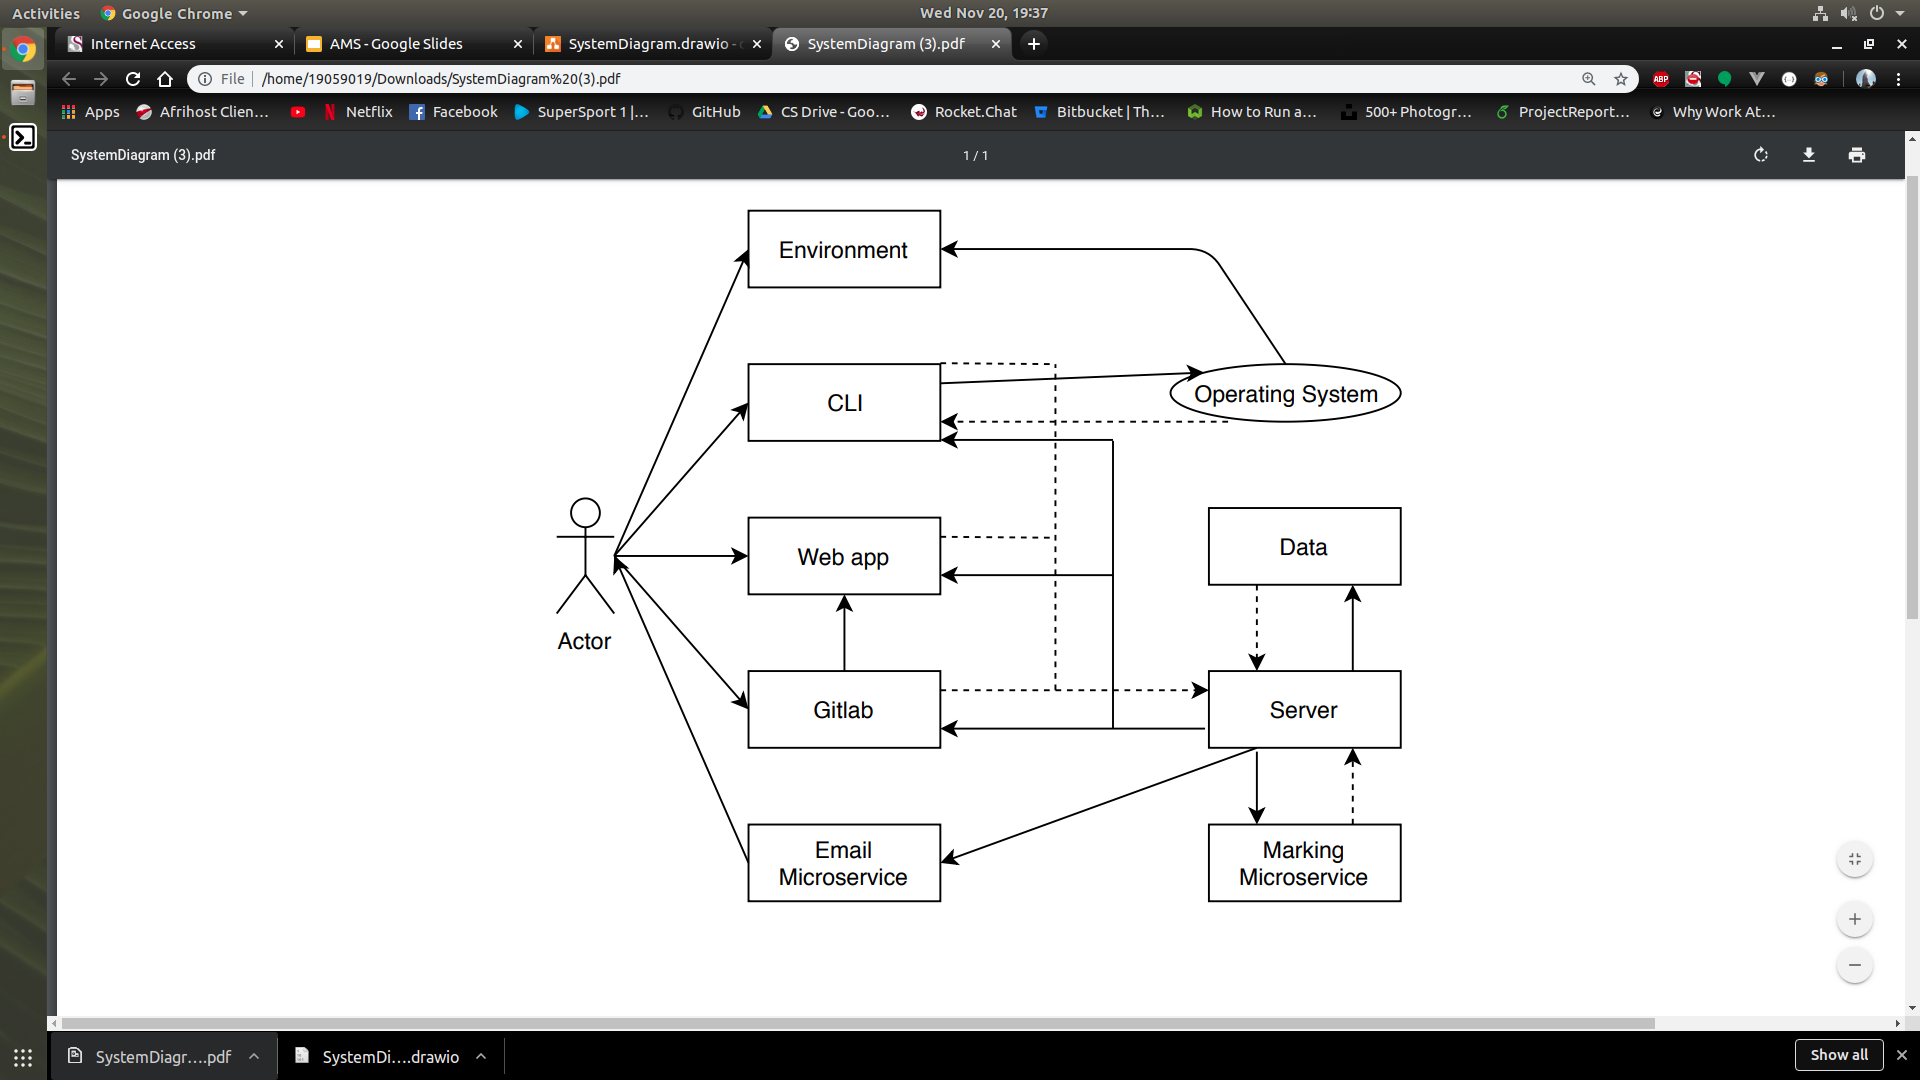 Activities
Google Chrome
Wed Nov 20, 19:37
Internet Access
AMS - Google Slides
SystemDiagram.drawio -
SystemDiagram (3).pdf
File
/home/19059019/Downloads/SystemDiagram%20(3).pdf
ABP
Apps
Afrihost Clien...
Netflix
Facebook
SuperSport 1 |...
GitHub
CS Drive - Goo...
Rocket.Chat
Bitbucket | Th...
How to Run a...
500+ Photogr...
ProjectReport...
Why Work At...
SystemDiagram (3).pdf
1 / 1
Environment
CLI
Operating System
Web app
Data
Actor
Gitlab
Server
Email
Microservice
Marking
Microservice
SystemDiagr....pdf
SystemDi....drawio
Show all